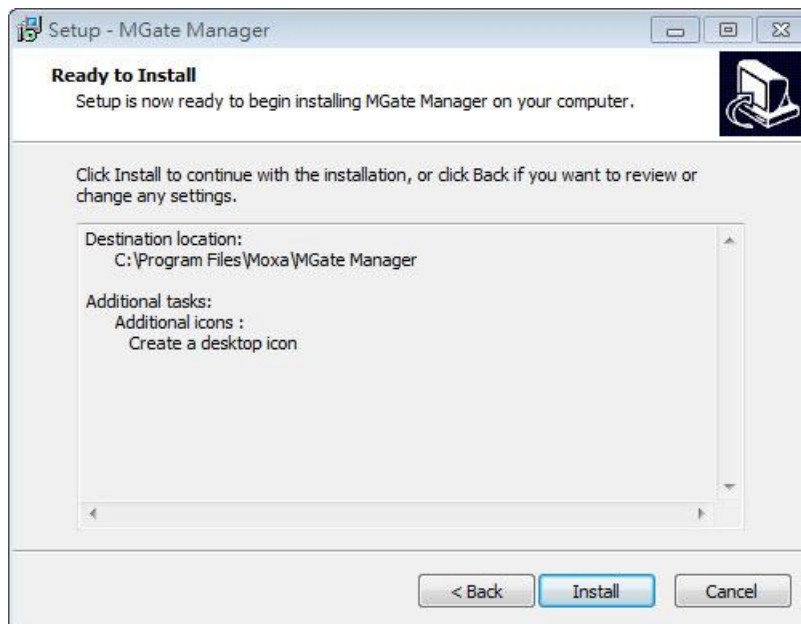 Setup - MGate Manager
Ready to Install
Setup is now ready to begin installing MGate Manager on your computer.
Click Install to continue with the installation, or click Back if you want to review or
change any settings.
Destination location:
C:\Program Files\Moxa\MGate Manager
Additional tasks:
Additional icons :
Create a desktop icon
< Back
Install
Cancel